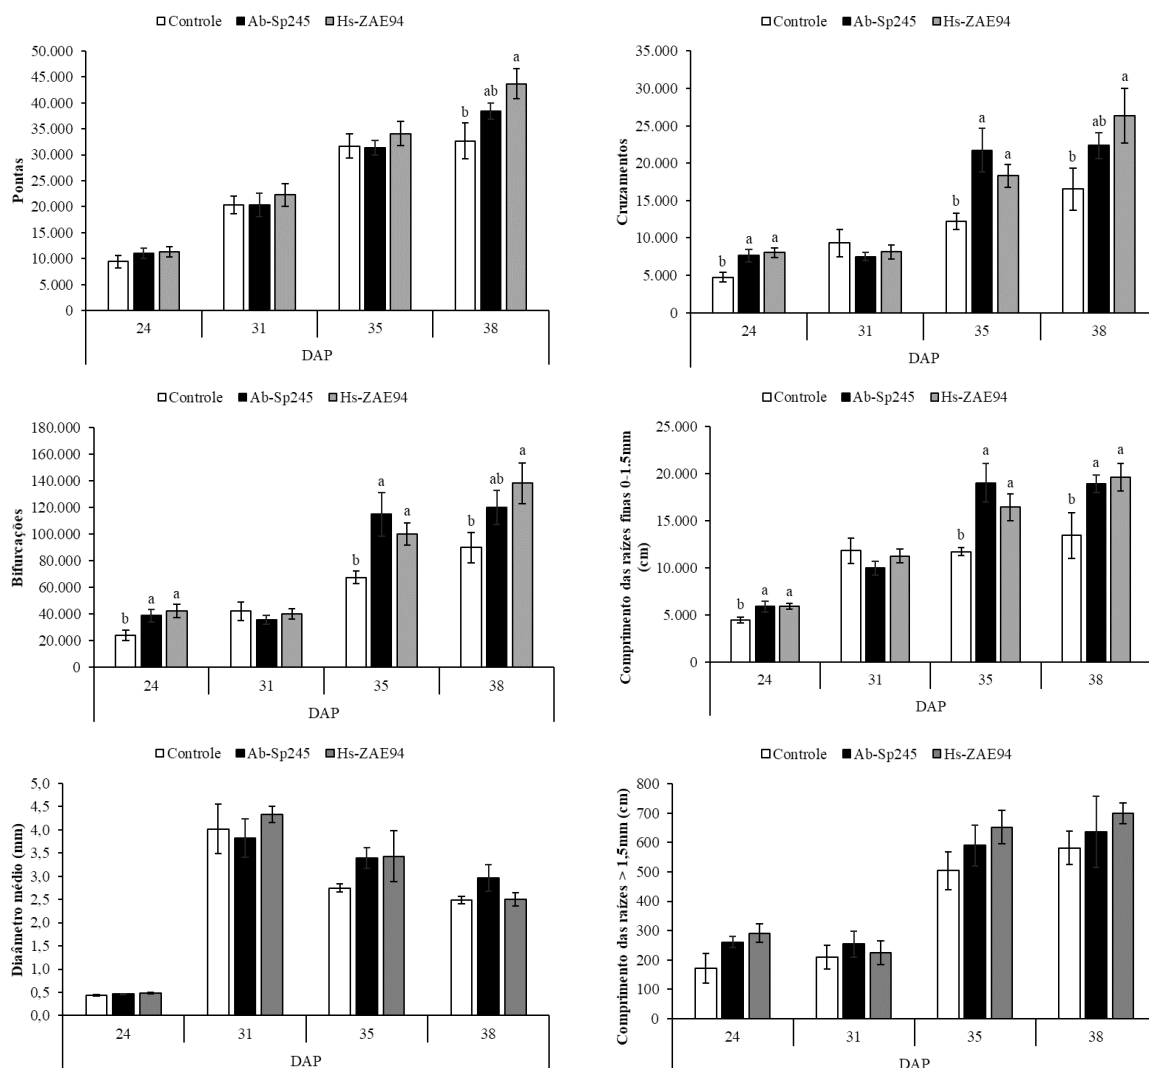 Controle Ab-Sp245 Hs-ZAE94
Pontas
50.000
45.000
40.000
35.000
30.000
25.000
20.000
15.000
10.000
5.000
0
b ab a
24 31 35 38
DAP
Controle Ab-Sp245 Hs-ZAE94
Cruzamentos
35.000
30.000
25.000
20.000
15.000
10.000
5.000
0
b a a b a a b ab a
24 31 35 38
DAP
Controle Ab-Sp245 Hs-ZAE94
Bifurcações
180.000
160.000
140.000
120.000
100.000
80.000
60.000
40.000
20.000
0
b a a b a a b ab a
24 31 35 38
DAP
Controle Ab-Sp245 Hs-ZAE94
Comprimento das raízes finas 0-1.5mm
(cm)
25.000
20.000
15.000
10.000
5.000
0
b a a b a a b a a
24 31 35 38
DAP
Controle Ab-Sp245 Hs-ZAE94
Diaâmetro médio (mm)
5,0
4,5
4,0
3,5
3,0
2,5
2,0
1,5
1,0
0,5
0,0
24 31 35 38
DAP
Controle Ab-Sp245 Hs-ZAE94
Comprimento das raízes > 1,5mm (cm)
800
700
600
500
400
300
200
100
0
24 31 35 38
DAP